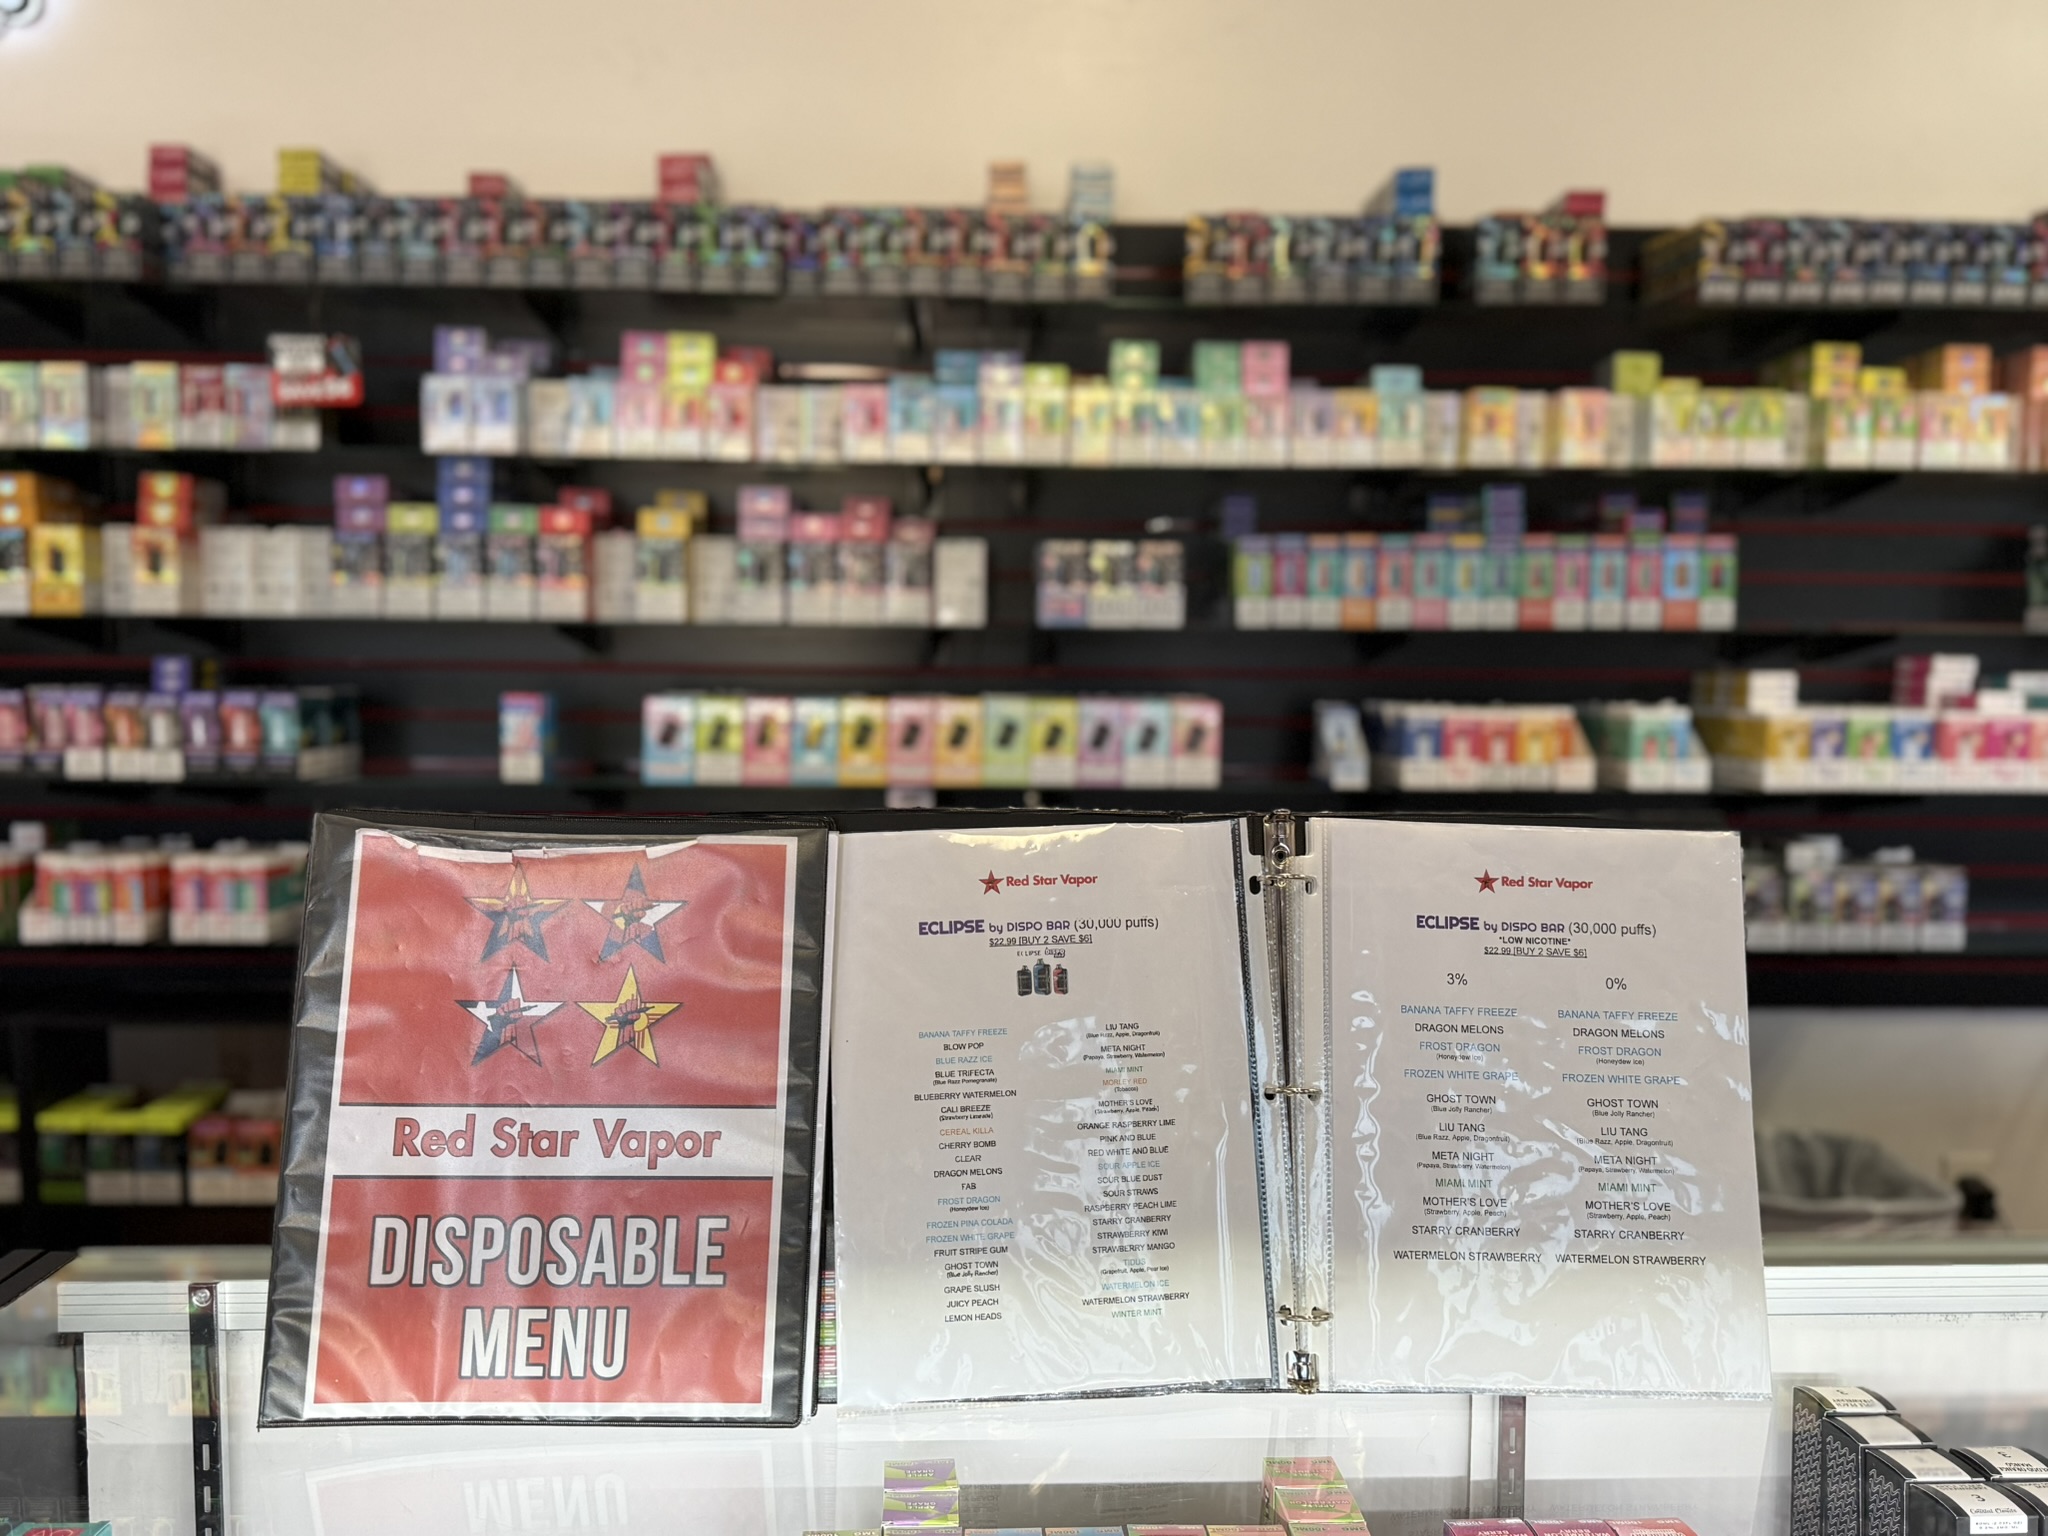 Red Star Vapor
DISPOSABLE
MENU
Red Star Vapor
ECLIPSE by DISPO BAR (30,000 puffs)
$22.99 [BUY 2 SAVE $6]
ECLIPSE
BANANA TAFFY FREEZE
BLOW POP
BLUE RAZZ ICE
BLUE TRIFECTA
(Blue Razz Pomegranate)
BLUEBERRY WATERMELON
CALI BREEZE
(Strawberry Lemonade)
CEREAL KILLA
CHERRY BOMB
CLEAR
DRAGON MELONS
FAB
FROST DRAGON
(Honeydew Ice)
FROZEN PINA COLADA
FROZEN WHITE GRAPE
FRUIT STRIPE GUM
GHOST TOWN
(Blue Jolly Rancher)
GRAPE SLUSH
JUICY PEACH
LEMON HEADS
LIU TANG
(Blue Razz, Apple, Dragonfruit)
META NIGHT
(Papaya, Strawberry, Watermelon)
MIAMI MINT
MORLEY RED
(Tobacco)
MOTHER'S LOVE
(Strawberry, Apple, Peach)
ORANGE RASPBERRY LIME
PINK AND BLUE
RED WHITE AND BLUE
SOUR APPLE ICE
SOUR BLUE DUST
SOUR STRAWS
RASPBERRY PEACH LIME
STARRY CRANBERRY
STRAWBERRY KIWI
STRAWBERRY MANGO
TIDUS
(Grapefruit, Apple, Pear Ice)
WATERMELON ICE
WATERMELON STRAWBERRY
WINTER MINT
Red Star Vapor
ECLIPSE by DISPO BAR (30,000 puffs)
*LOW NICOTINE*
$22.99 [BUY 2 SAVE $6]
3%
BANANA TAFFY FREEZE
DRAGON MELONS
FROST DRAGON
(Honeydew Ice)
FROZEN WHITE GRAPE
GHOST TOWN
(Blue Jolly Rancher)
LIU TANG
(Blue Razz, Apple, Dragonfruit)
META NIGHT
(Papaya, Strawberry, Watermelon)
MIAMI MINT
MOTHER'S LOVE
(Strawberry, Apple, Peach)
STARRY CRANBERRY
WATERMELON STRAWBERRY
0%
BANANA TAFFY FREEZE
DRAGON MELONS
FROST DRAGON
(Honeydew Ice)
FROZEN WHITE GRAPE
GHOST TOWN
(Blue Jolly Rancher)
LIU TANG
(Blue Razz, Apple, Dragonfruit)
META NIGHT
(Papaya, Strawberry, Watermelon)
MIAMI MINT
MOTHER'S LOVE
(Strawberry, Apple, Peach)
STARRY CRANBERRY
WATERMELON STRAWBERRY
MENU